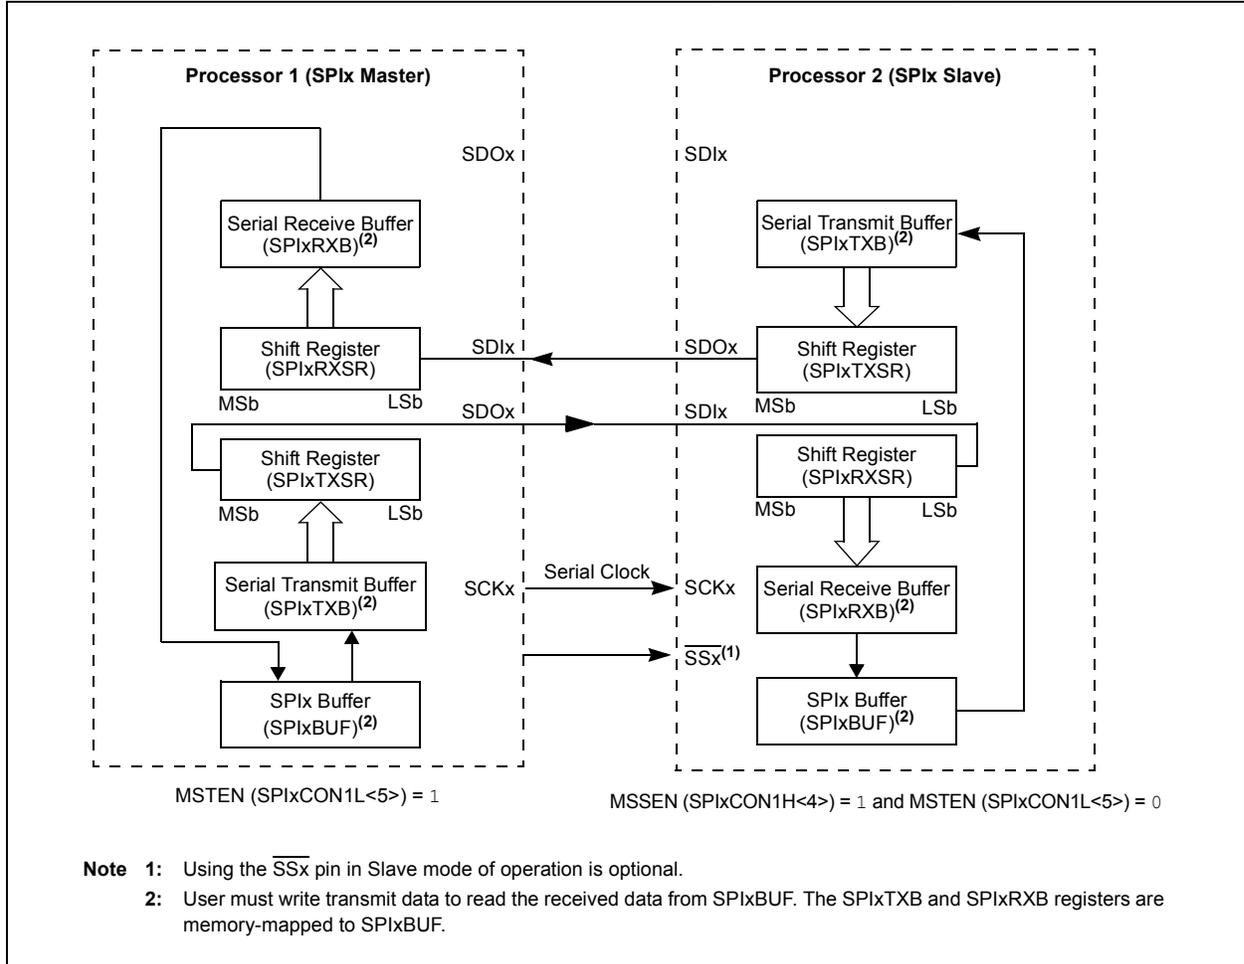 Processor 1 (SPIx Master)
SDOx
Serial Receive Buffer
(SPIxRXB)(2)
Shift Register
(SPIxRXSR)
SDIx
MSb
LSb
SDOx
Shift Register
(SPIxTXSR)
MSb
LSb
Serial Transmit Buffer
(SPIxTXB)(2)
SCKx
SPIx Buffer
(SPIxBUF)(2)
MSTEN (SPIxCON1L<5>) = 1
Serial Clock
Processor 2 (SPIx Slave)
SDIx
Serial Transmit Buffer
(SPIxTXB)(2)
SDOx
Shift Register
(SPIxTXSR)
MSb
LSb
SDIx
Shift Register
(SPIxRXSR)
MSb
LSb
SCKx
Serial Receive Buffer
(SPIxRXB)(2)
SSx(1)
SPIx Buffer
(SPIxBUF)(2)
MSSEN (SPIxCON1H<4>) = 1 and MSTEN (SPIxCON1L<5>) = 0
Note 1: Using the SSx pin in Slave mode of operation is optional.
2: User must write transmit data to read the received data from SPIxBUF. The SPIxTXB and SPIxRXB registers are
memory-mapped to SPIxBUF.